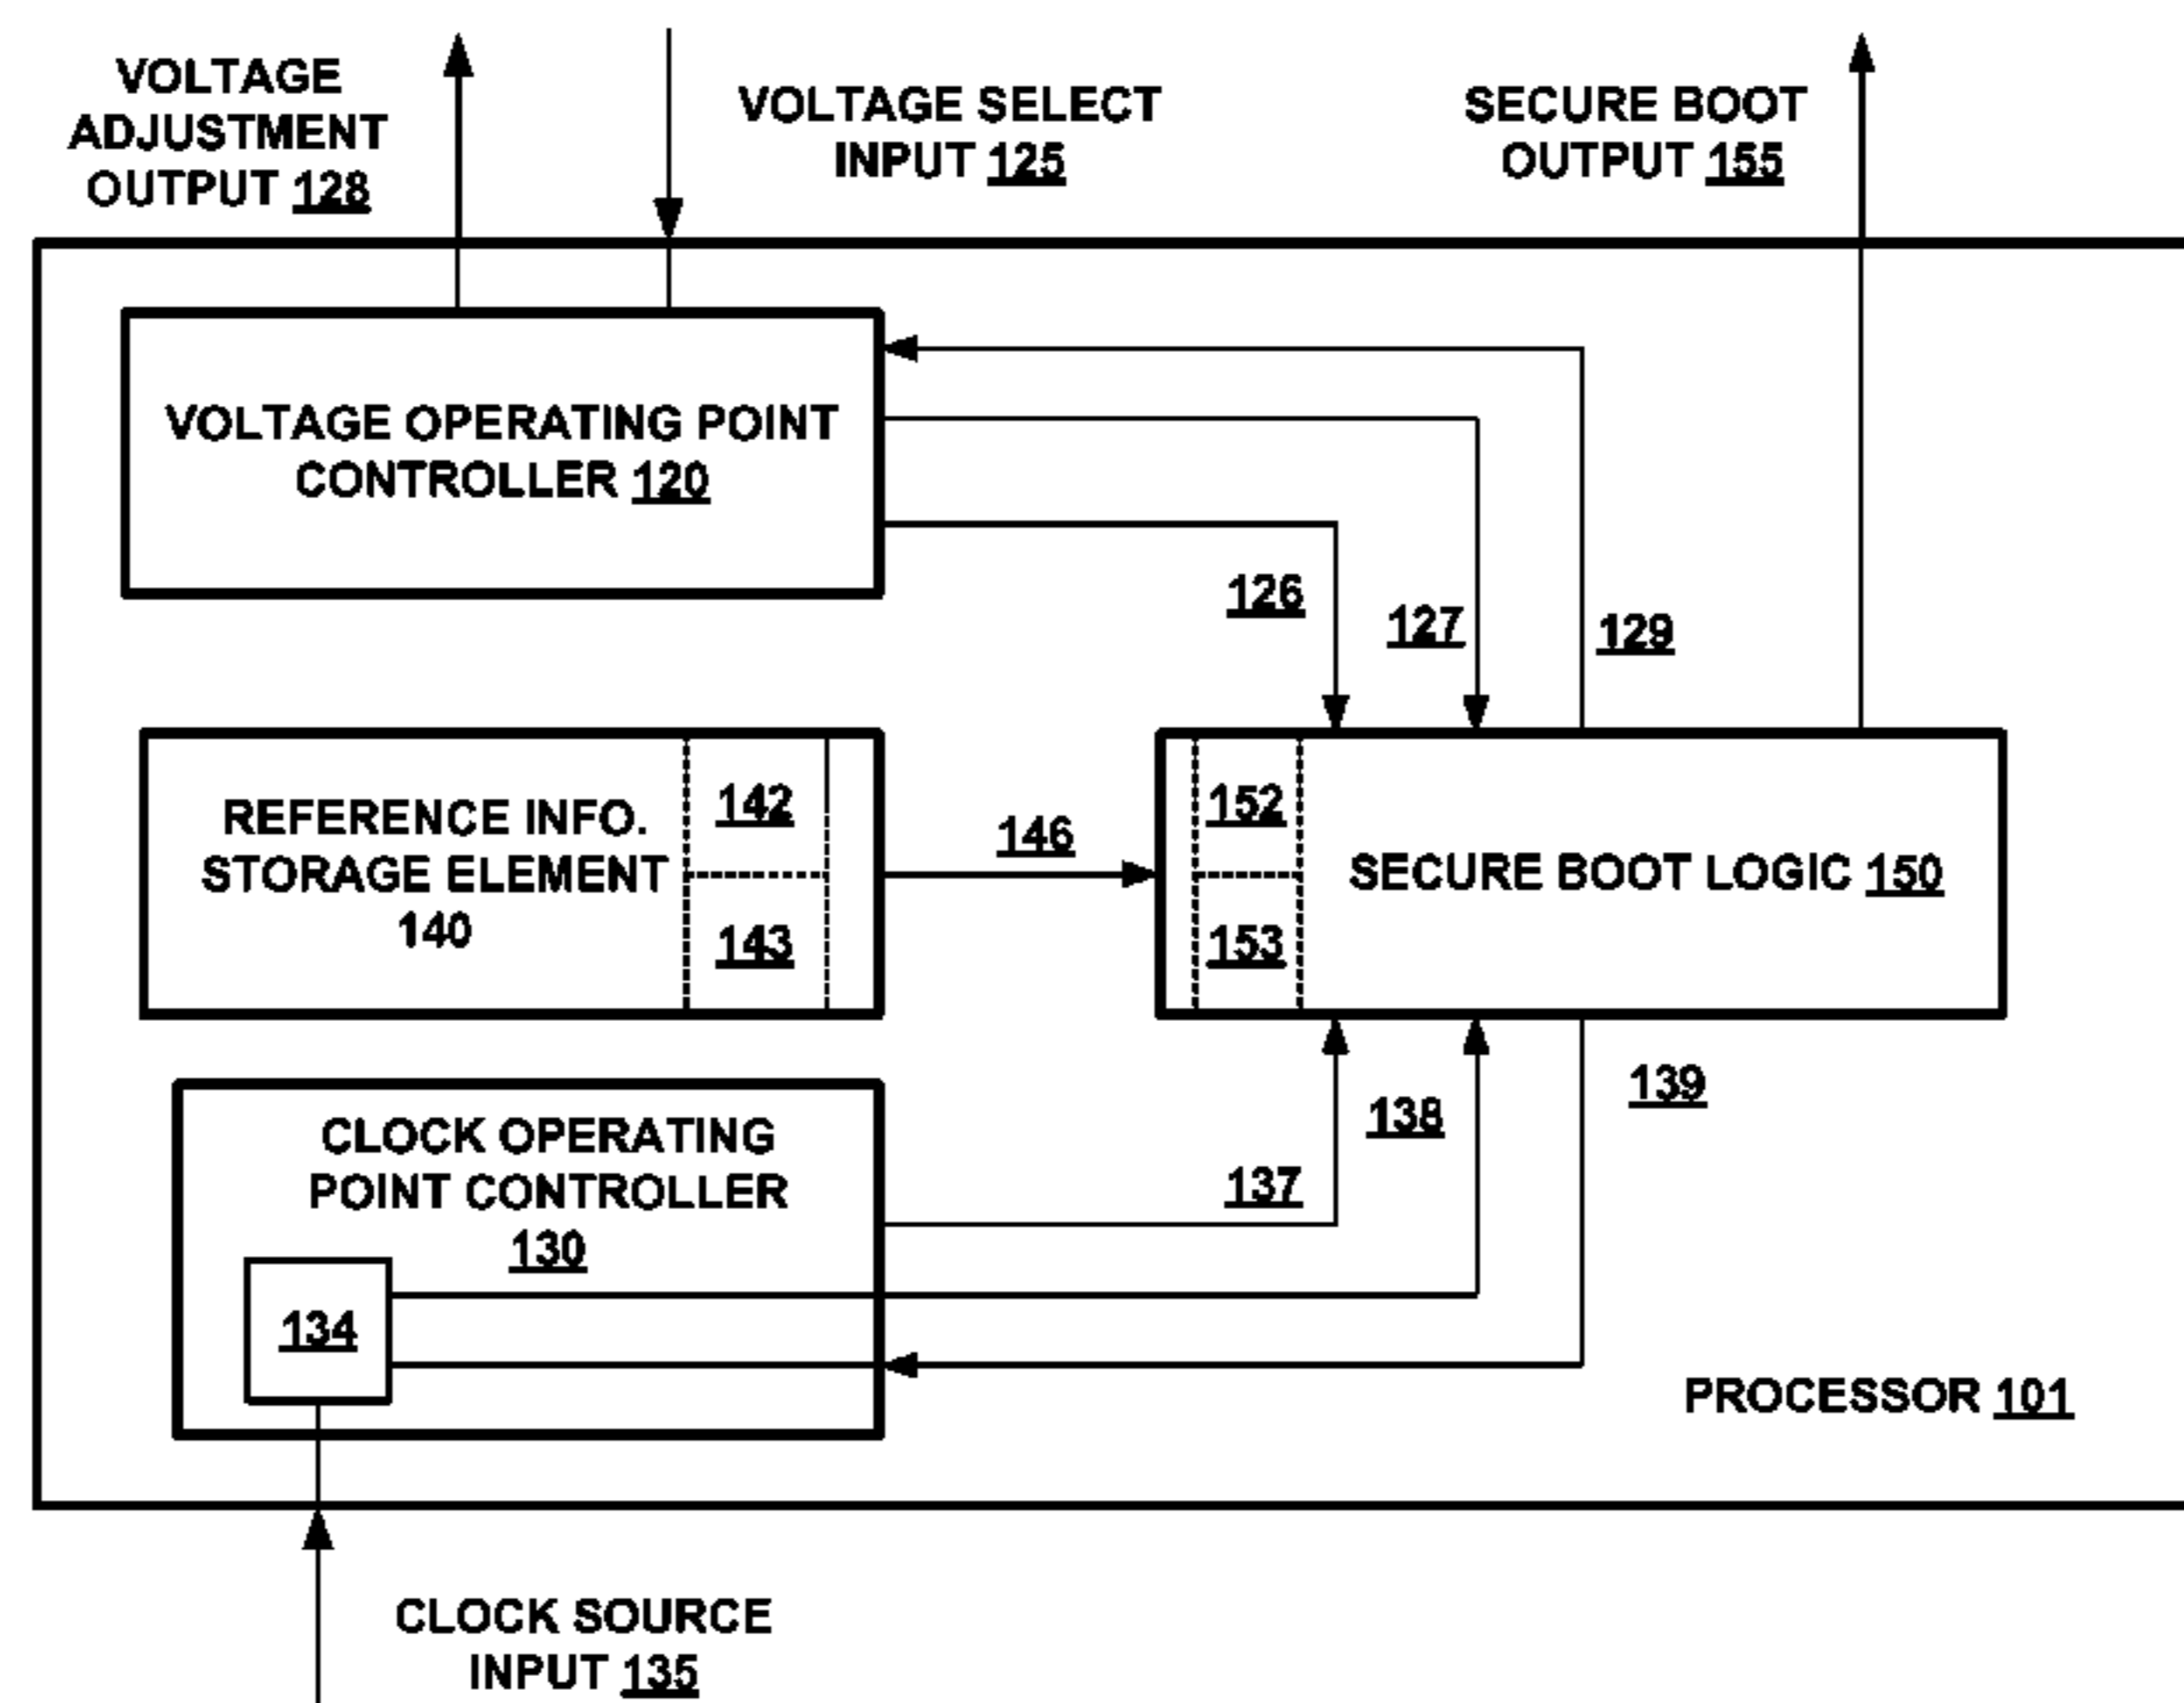 VOLTAGE
ADJUSTMENT
OUTPUT 128
VOLTAGE SELECT
INPUT 125
SECURE BOOT
OUTPUT 155
VOLTAGE OPERATING POINT
CONTROLLER 120
126
127
129
REFERENCE INFO.
STORAGE ELEMENT
140
142
143
146
152
153
SECURE BOOT LOGIC 150
CLOCK OPERATING
POINT CONTROLLER
130
134
137
138
139
PROCESSOR 101
CLOCK SOURCE
INPUT 135